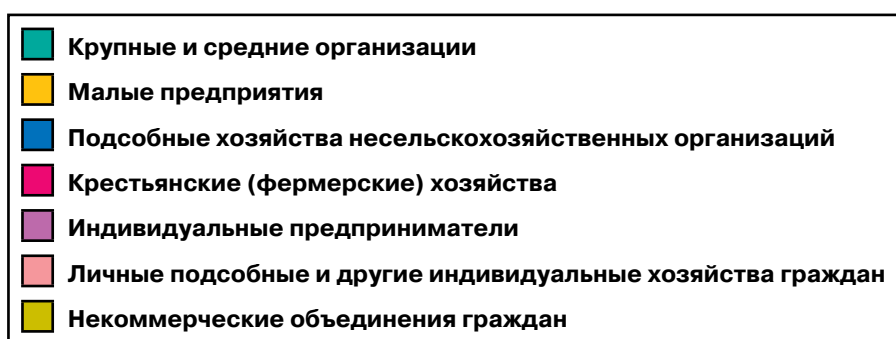 Крупные и средние организации
Малые предприятия
Подсобные хозяйства несельскохозяйственных организаций
Крестьянские (фермерские) хозяйства
Индивидуальные предприниматели
Личные подсобные и другие индивидуальные хозяйства граждан
Некоммерческие объединения граждан